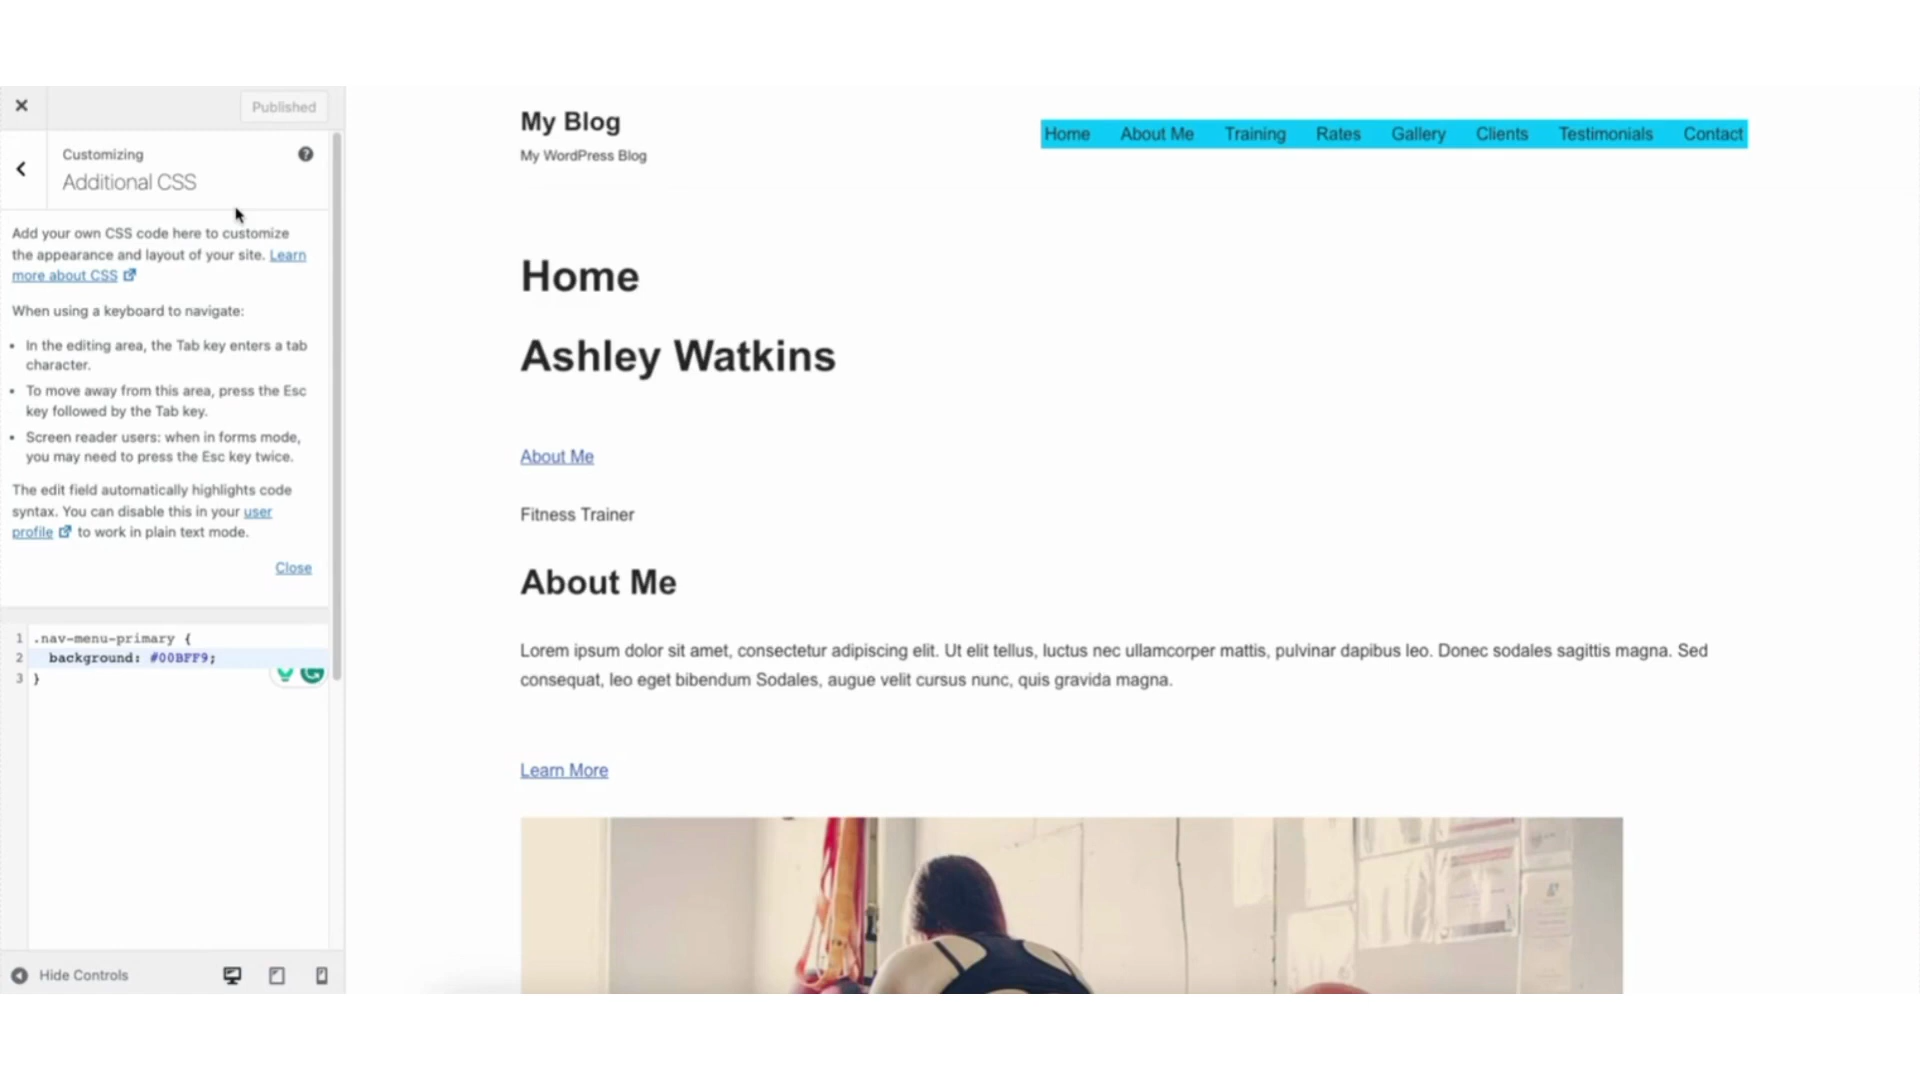 Published
Customizing
Additional CSS
Add your own CSS code here to customize
the appearance and layout of your site. Learn
more about CSS
When using a keyboard to navigate:
• In the editing area, the Tab key enters a tab
character.
• To move away from this area, press the Esc
key followed by the Tab key.
• Screen reader users: when in forms mode,
you may need to press the Esc key twice.
The edit field automatically highlights code
syntax. You can disable this in your user
profile to work in plain text mode.
Close
1 .nav-menu-primary {
2 background: #00BFF9;
3 }
Hide Controls
My Blog
My WordPress Blog
Home About Me Training Rates Gallery Clients Testimonials Contact
Home
Ashley Watkins
About Me
Fitness Trainer
About Me
Lorem ipsum dolor sit amet, consectetur adipiscing elit. Ut elit tellus, luctus nec ullamcorper mattis, pulvinar dapibus leo. Donec sodales sagittis magna. Sed
consequat, leo eget bibendum Sodales, augue velit cursus nunc, quis gravida magna.
Learn More